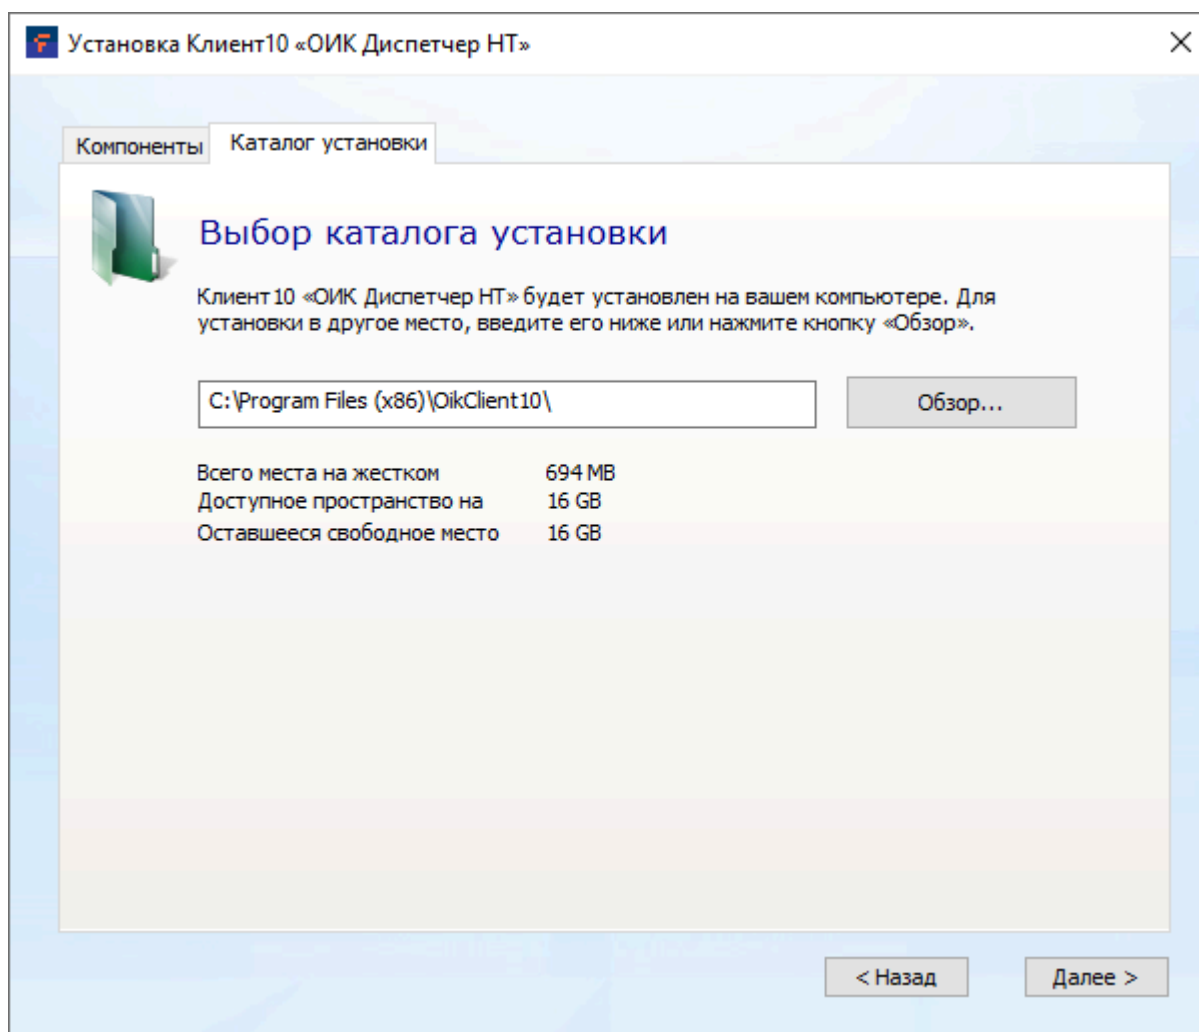 Установка Клиент10 «ОИК Диспетчер НТ»
Компоненты
Каталог установки
Выбор каталога установки
Клиент10 «ОИК Диспетчер НТ» будет установлен на вашем компьютере. Для
установки в другое место, введите его ниже или нажмите кнопку «Обзор».
C:\Program Files (x86)\OikClient10\
Обзор...
Всего места на жестком 694 MB
Доступное пространство на 16 GB
Оставшееся свободное место 16 GB
< Назад
Далее >